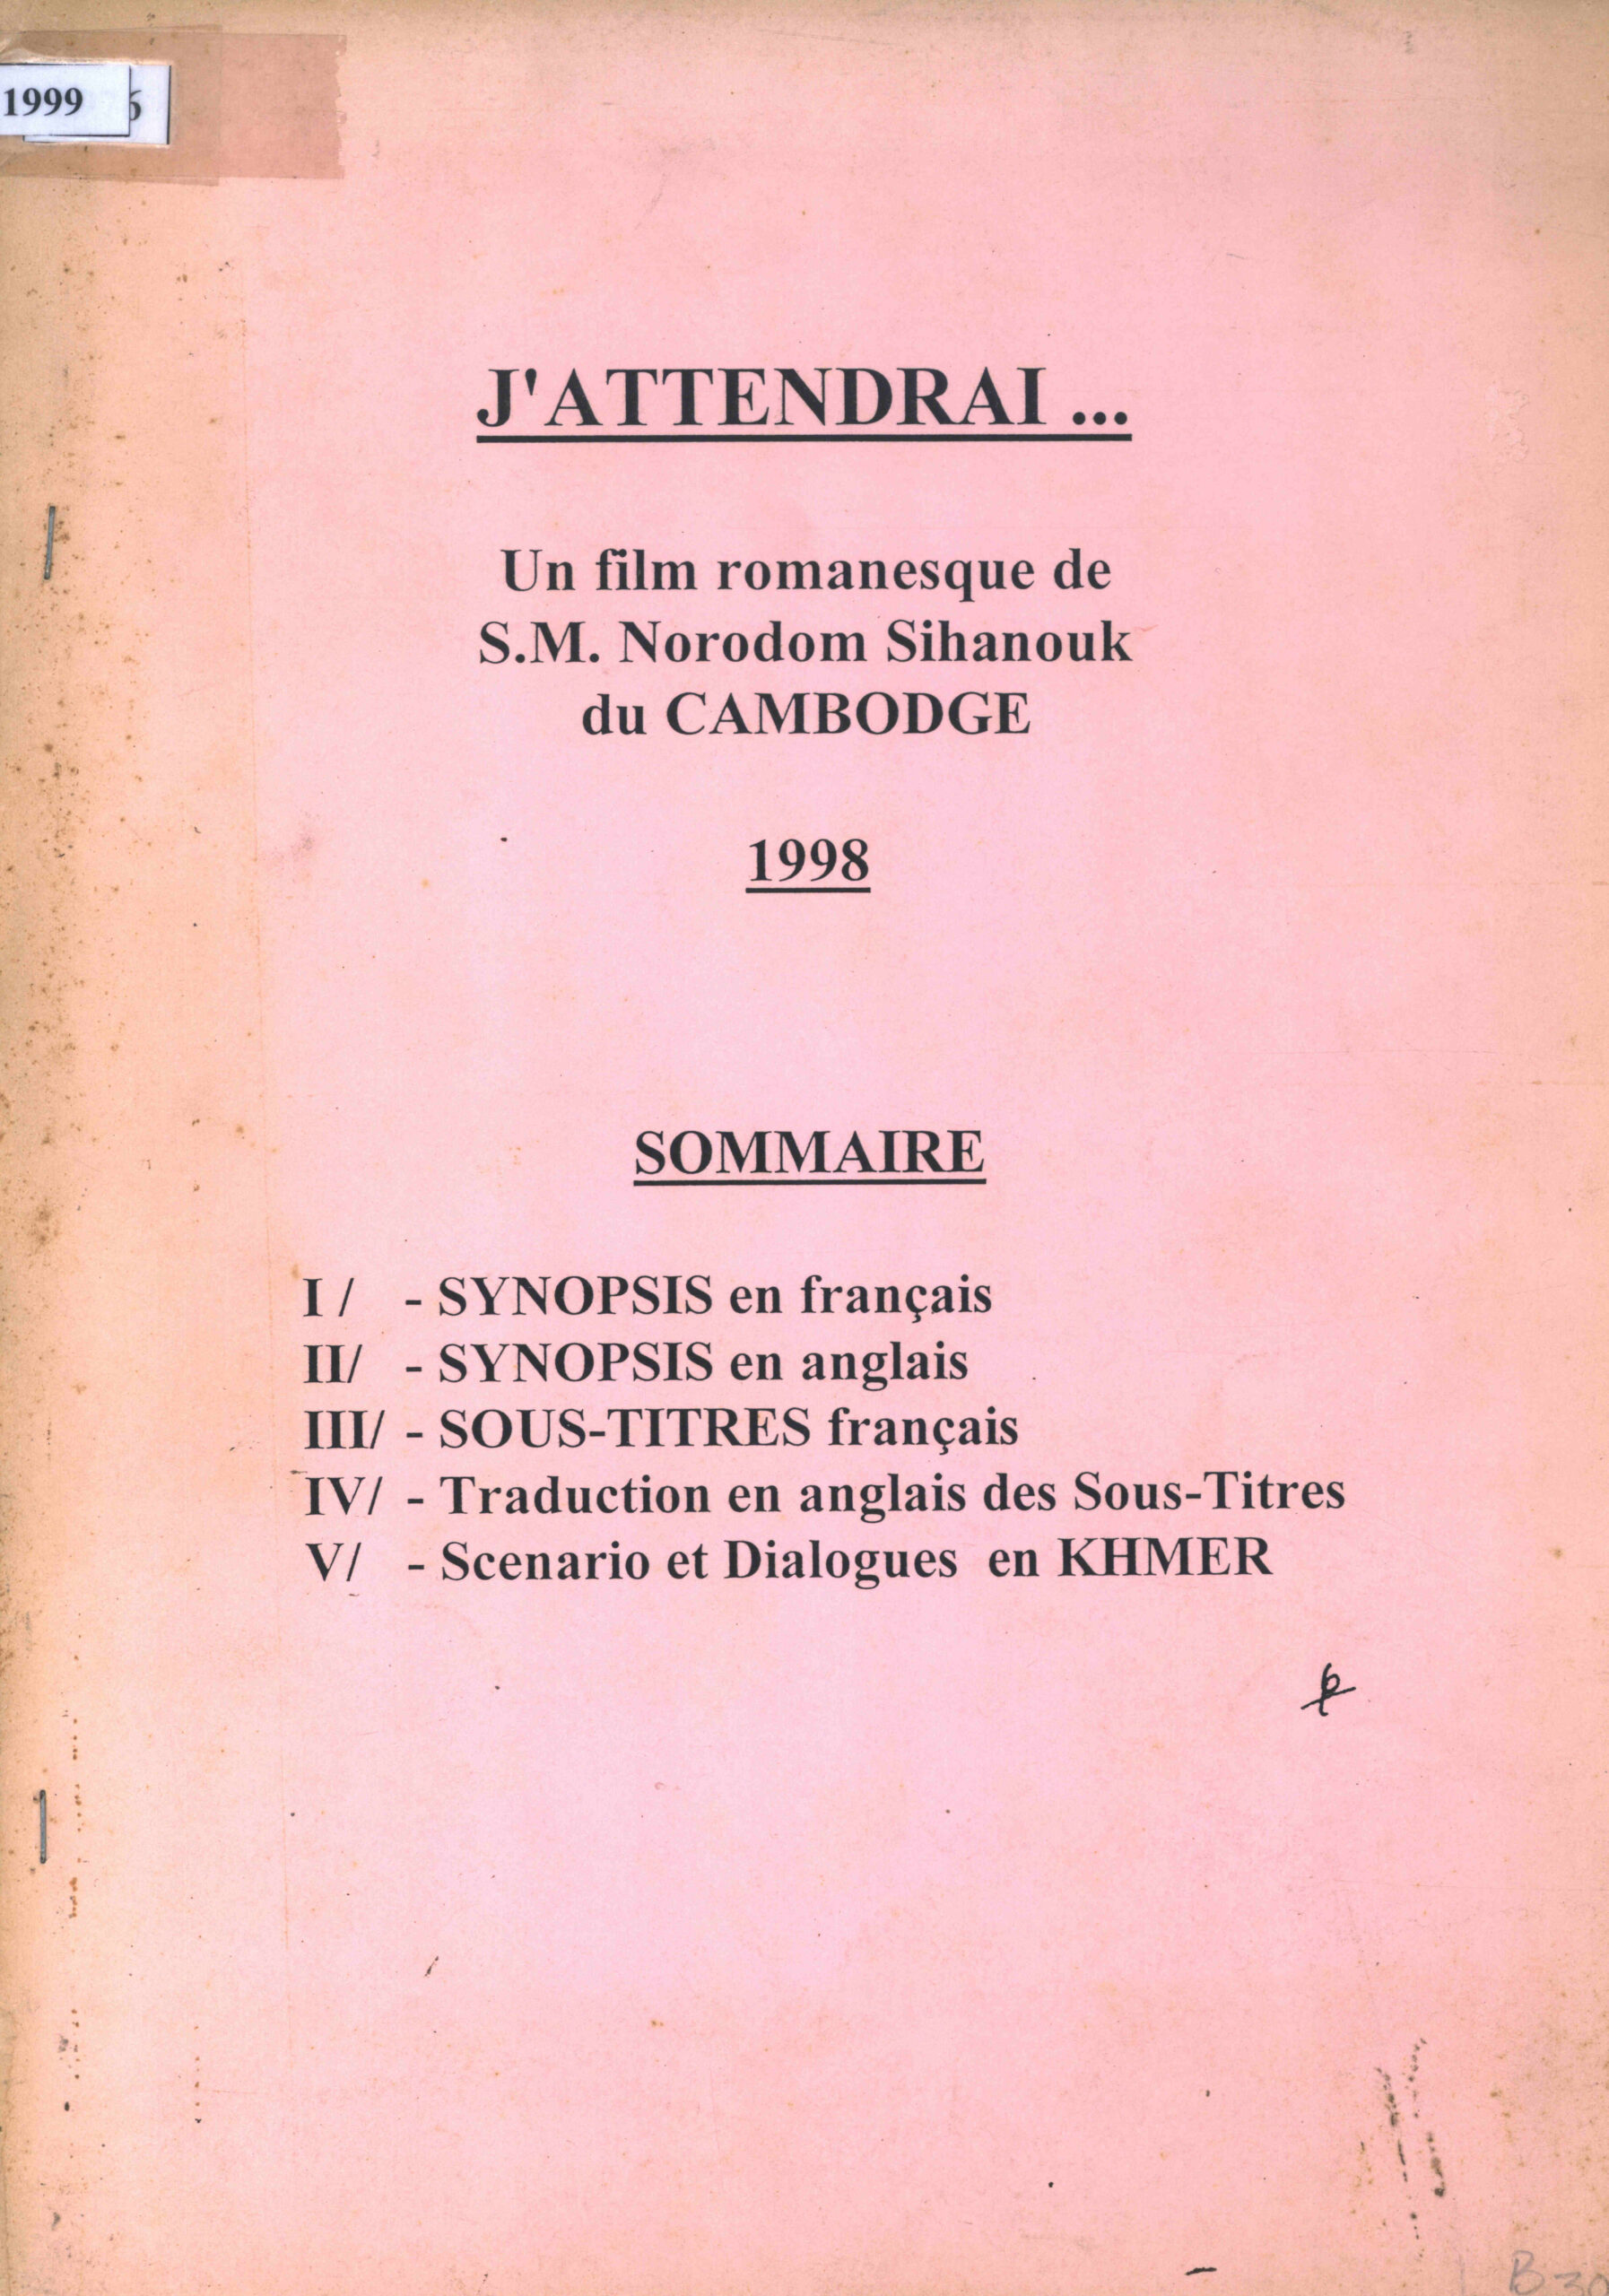 1999
J'ATTENDRAI ...
Un film romanesque de
S.M. Norodom Sihanouk
du CAMBODGE
1998
SOMMAIRE
I / - SYNOPSIS en français
II/ - SYNOPSIS en anglais
III/ - SOUS-TITRES français
IV/ - Traduction en anglais des Sous-Titres
V/ - Scenario et Dialogues en KHMER